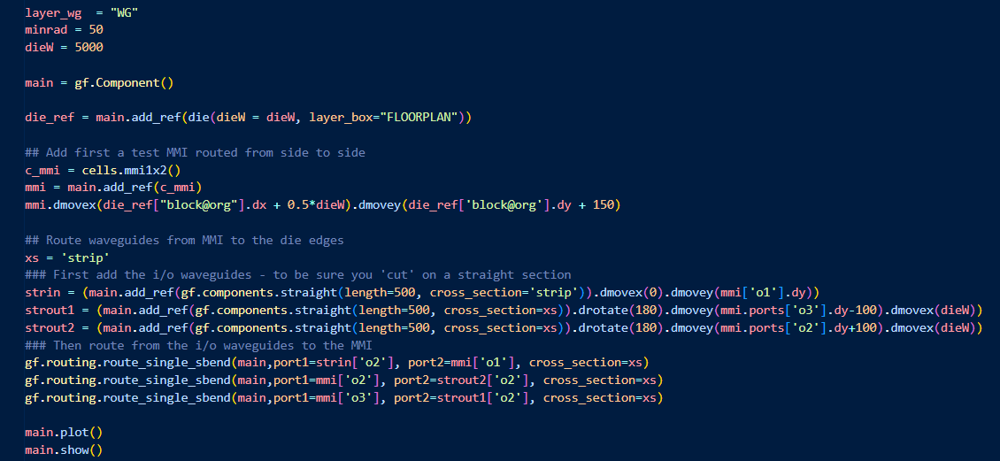 layer_wg  = "WG"
minrad = 50
dieW = 5000
main = gf.Component()
die_ref = main.add_ref(die(dieW = dieW, layer_box="FLOORPLAN"))
## Add first a test MMI routed from side to side
c_mmi = cells.mmi1x2()
mmi = main.add_ref(c_mmi)
mmi.dmovex(die_ref["block@org"].dx + 0.5*dieW).dmovey(die_ref['block@org'].dy + 150)
## Route waveguides from MMI to the die edges
xs = 'strip'
### First add the i/o waveguides - to be sure you 'cut' on a straight section
strin = (main.add_ref(gf.components.straight(length=500, cross_section='strip')).dmovex(0).dmovey(mmi['o1'].dy))
strout1 = (main.add_ref(gf.components.straight(length=500, cross_section=xs)).drotate(180).dmovey(mmi.ports['o3'].dy-100).dmovex(dieW))
strout2 = (main.add_ref(gf.components.straight(length=500, cross_section=xs)).drotate(180).dmovey(mmi.ports['o2'].dy+100).dmovex(dieW))
### Then route from the i/o waveguides to the MMI
gf.routing.route_single_sbend(main,port1=strin['o2'], port2=mmi['o1'], cross_section=xs)
gf.routing.route_single_sbend(main,port1=mmi['o2'], port2=strout2['o2'], cross_section=xs)
gf.routing.route_single_sbend(main,port1=mmi['o3'], port2=strout1['o2'], cross_section=xs)
main.plot()
main.show()